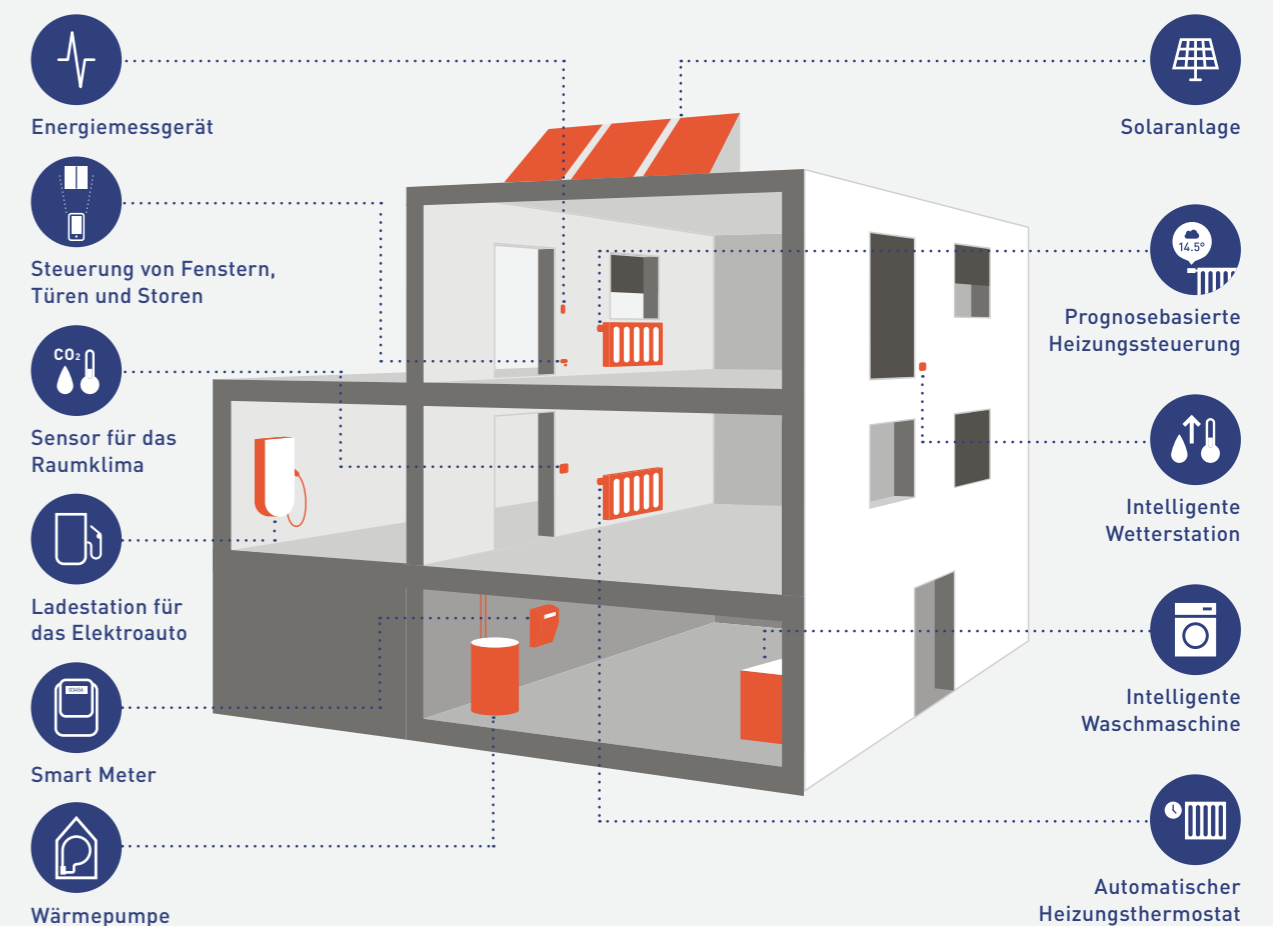 Energiemessgerät
Steuerung von Fenstern,
Türen und Storen
CO₂
Sensor für das
Raumklima
Ladestation für
das Elektroauto
Smart Meter
Wärmepumpe
Solaranlage
14.5°
Prognosebasierte
Heizungssteuerung
Intelligente
Wetterstation
Intelligente
Waschmaschine
Automatischer
Heizungsthermostat